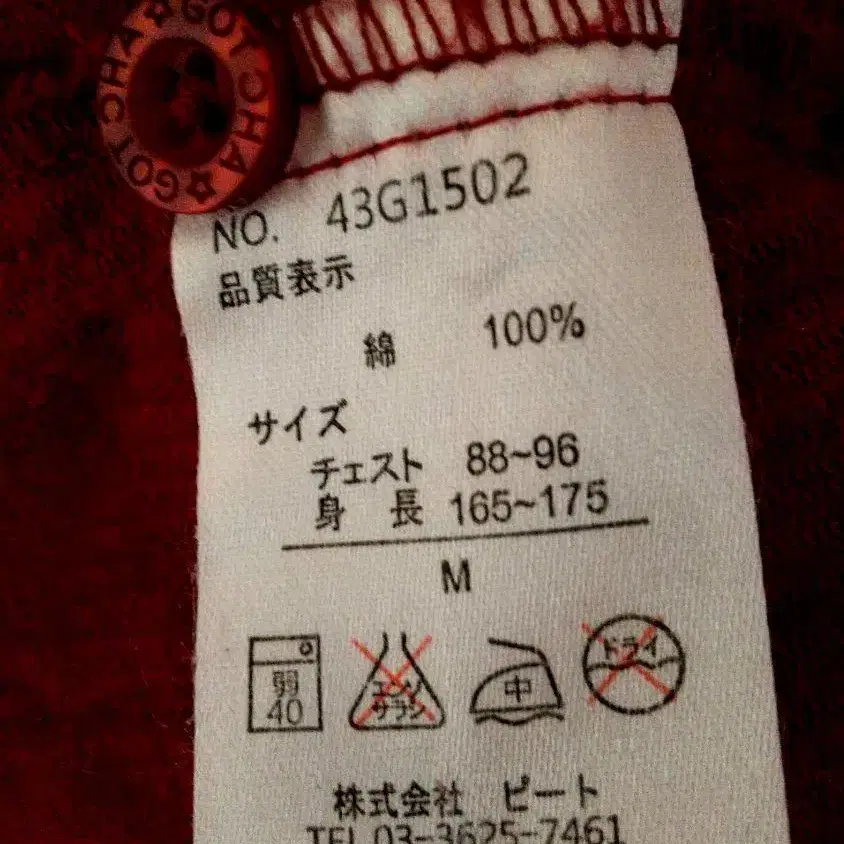 GOTCHA☆GOTCHA☆
NO. 43G1502
品質表示
綿 100%
サイズ
チェスト 88~96
身 長 165~175
M
弱 40
エンソ サラシ
中
ドライ
株式会社 ピート
TEL 03-3625-7461